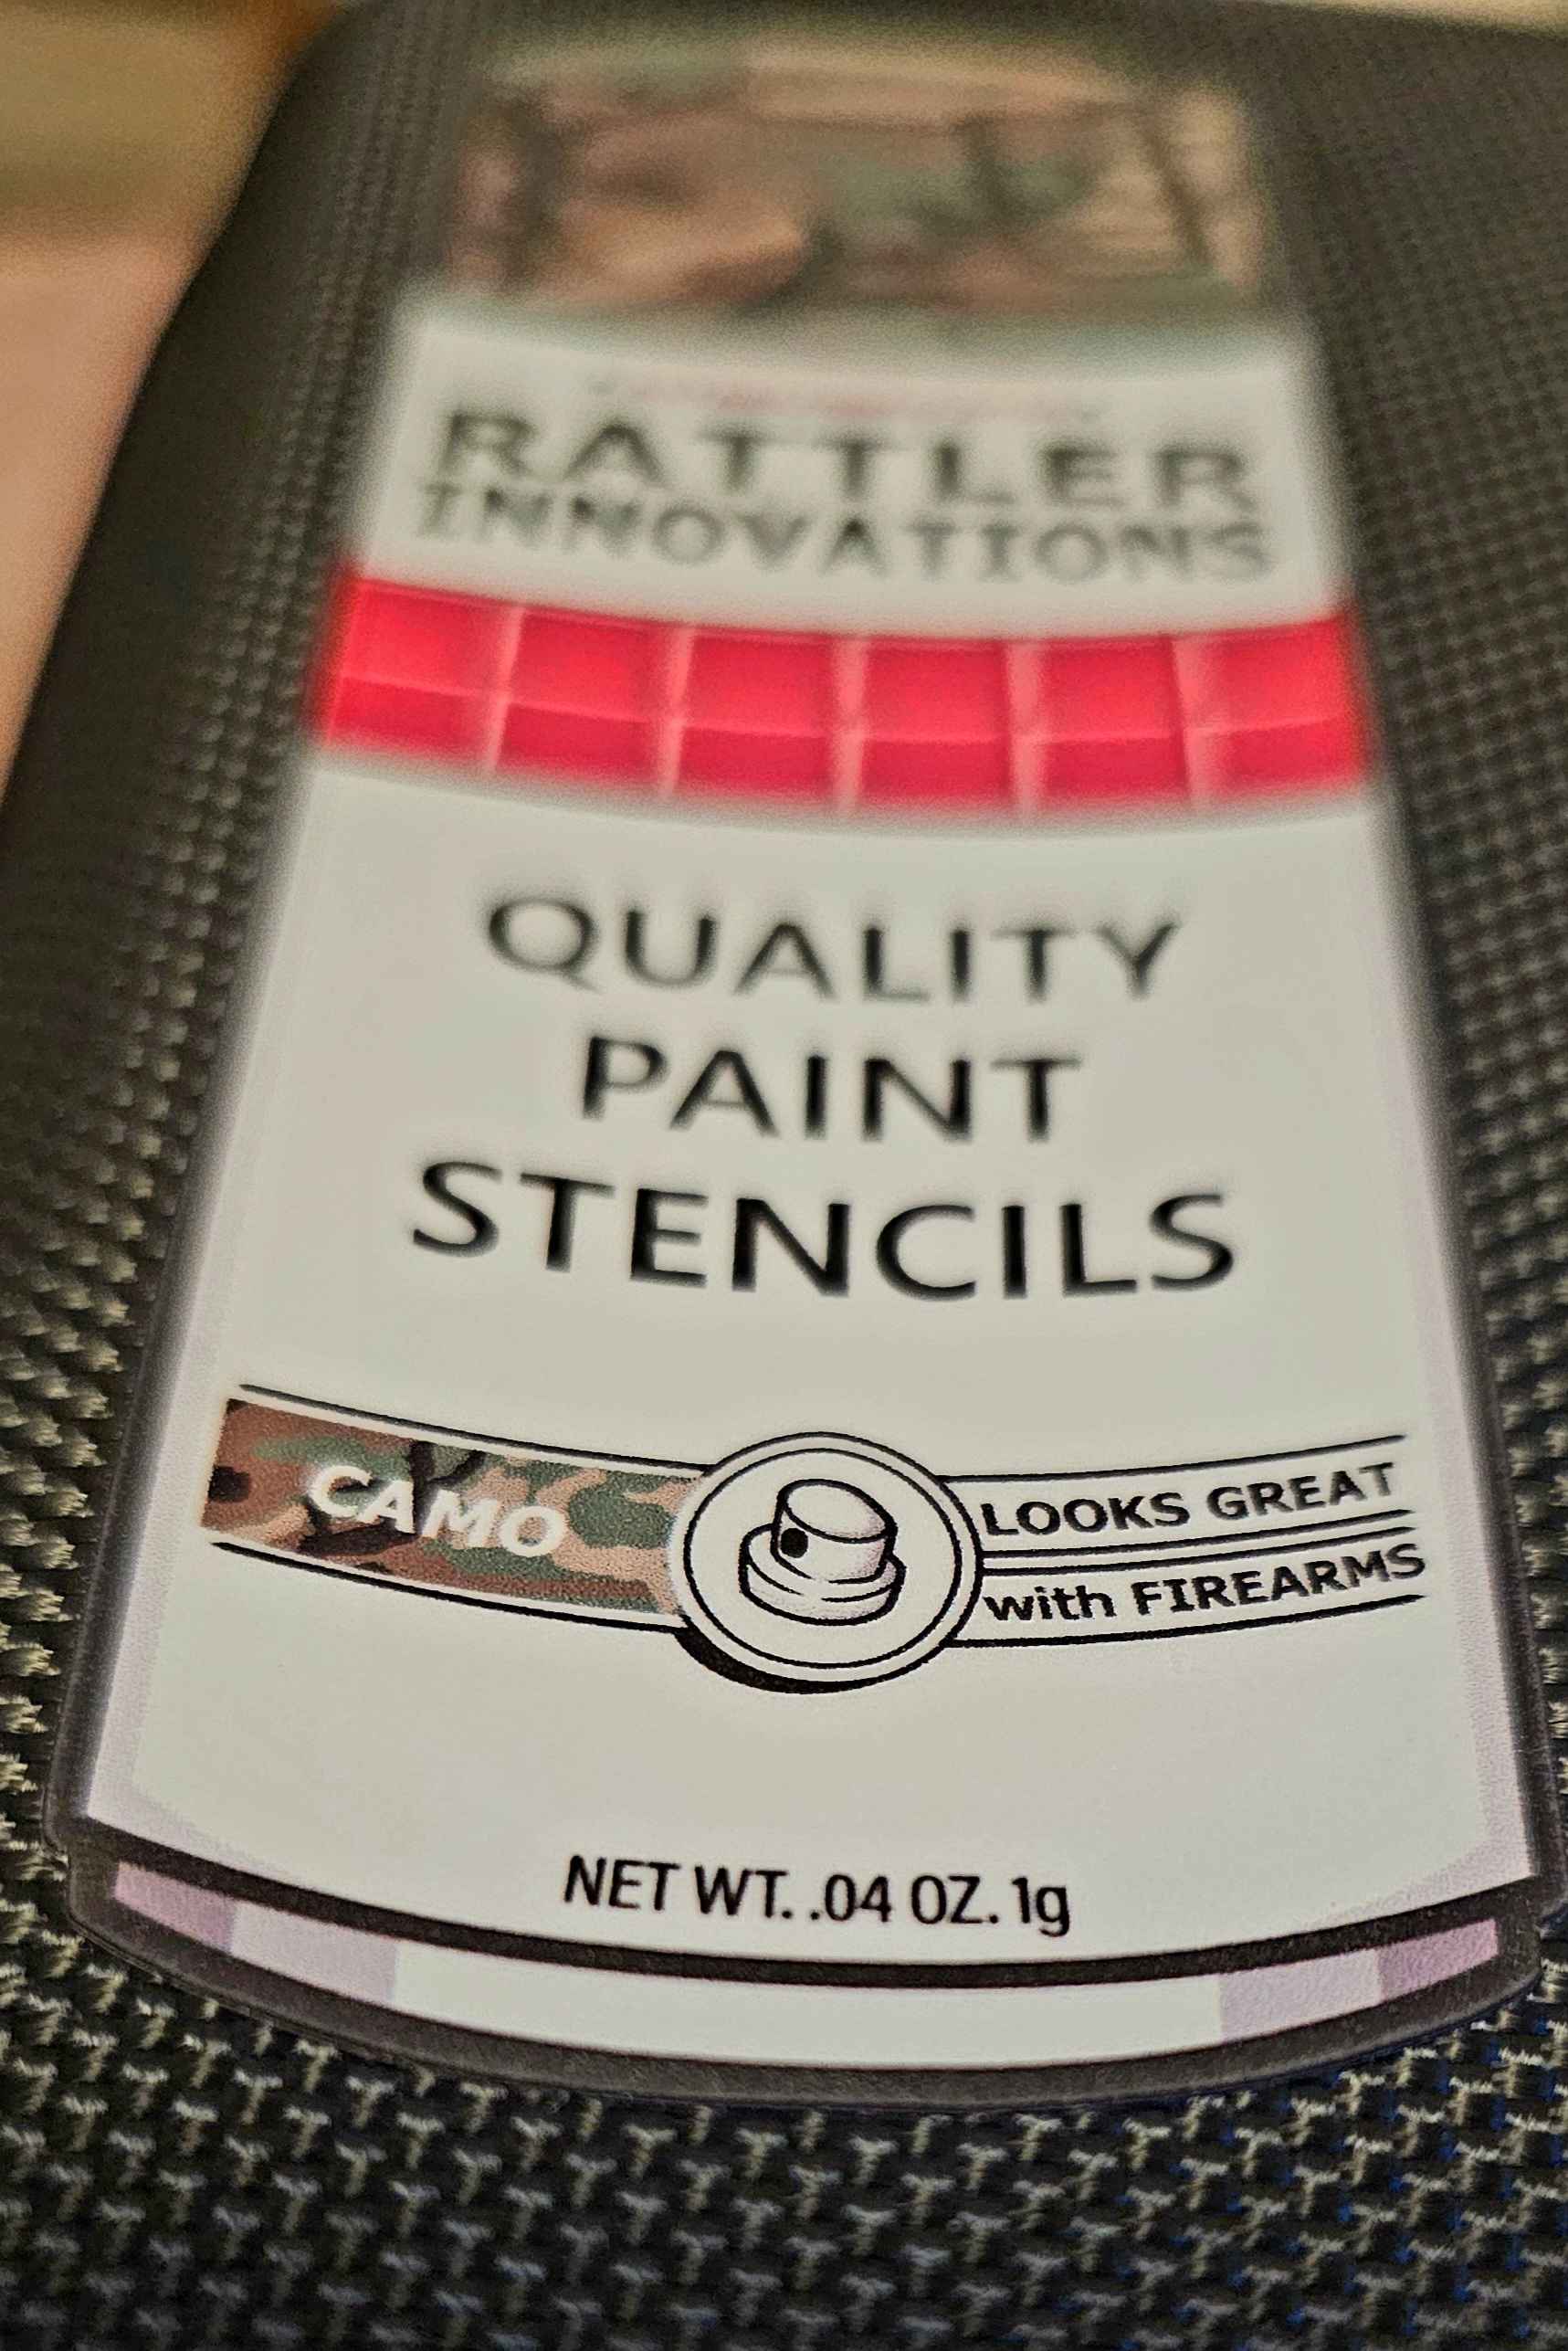 RATTLER
INNOVATIONS
QUALITY
PAINT
STENCILS
CAMO
LOOKS GREAT
with FIREARMS
NET WT. .04 OZ. 1g